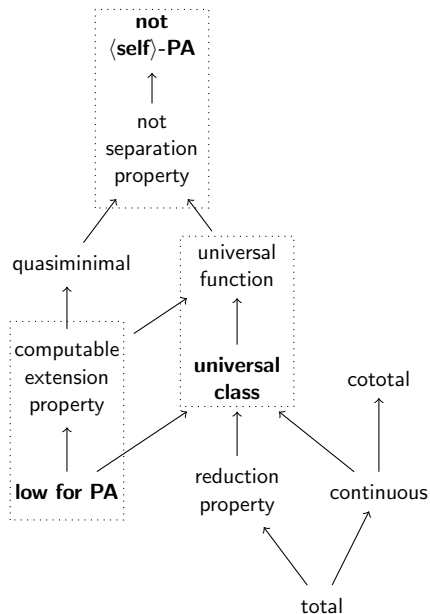 not
⟨self⟩-PA
not
separation
property
quasiminimal
universal
function
computable
extension
property
universal
class
cototal
low for PA
reduction
property
continuous
total